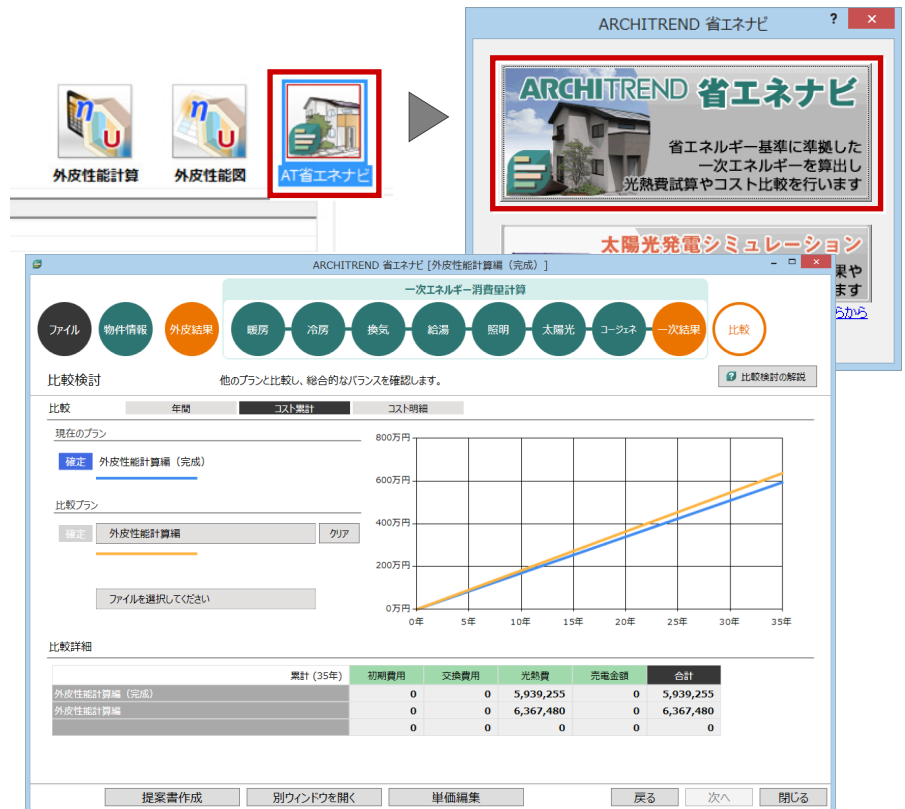 外皮性能計算
外皮性能図
AT省エネナビ
ARCHITREND 省エネナビ
? ×
ARCHITREND 省エネナビ
省エネルギー基準に準拠した
一次エネルギーを算出し
光熱費試算やコスト比較を行います
太陽光発電シミュレーション
果や
ます
らから
ARCHITREND 省エネナビ [外皮性能計算編（完成）]
一次エネルギー消費量計算
ファイル 物件情報 外皮結果 暖房 冷房 換気 給湯 照明 太陽光 コージェネ 一次結果 比較
比較検討 他のプランと比較し、総合的なバランスを確認します。 ? 比較検討の解説
比較 年間 コスト累計 コスト明細
現在のプラン
確定 外皮性能計算編（完成）
比較プラン
確定 外皮性能計算編 クリア
ファイルを選択してください
800万円
600万円
400万円
200万円
0万円
0年 5年 10年 15年 20年 25年 30年 35年
比較詳細
累計 (35年) 初期費用 交換費用 光熱費 売電金額 合計
外皮性能計算編（完成） 0 0 5,939,255 0 5,939,255
外皮性能計算編 0 0 6,367,480 0 6,367,480
0 0 0 0 0
提案書作成 別ウィンドウを開く 単価編集 戻る 次へ 閉じる